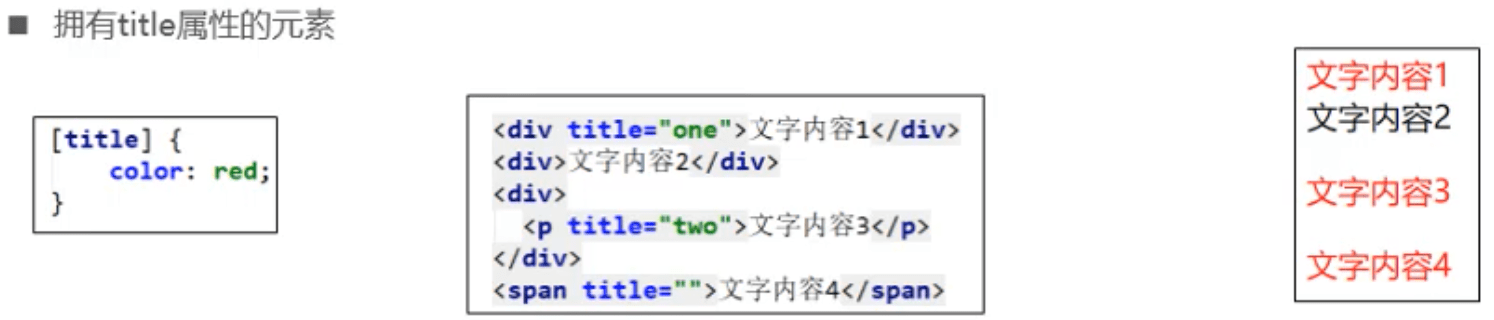 ■ 拥有title属性的元素
[title] {
    color: red;
}
<div title="one">文字内容1</div>
<div>文字内容2</div>
<div>
  <p title="two">文字内容3</p>
</div>
<span title="">文字内容4</span>
文字内容1
文字内容2
文字内容3
文字内容4